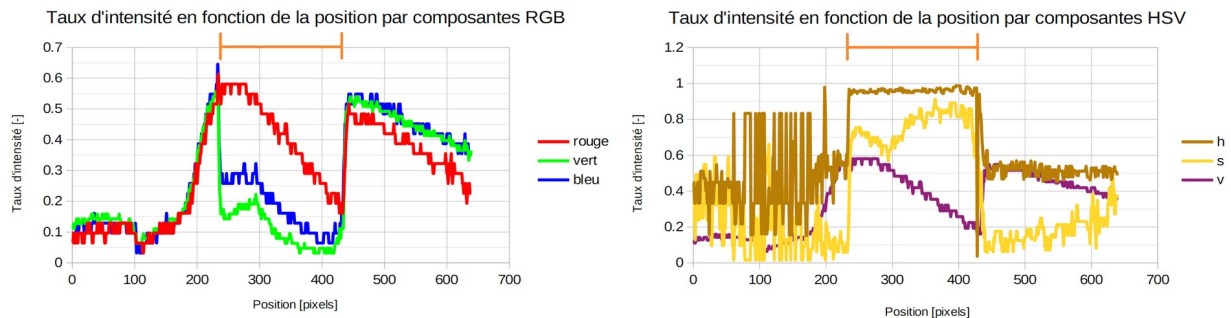 Taux d'intensité en fonction de la position par composantes RGB
0.7
0.6
0.5
0.4
0.3
0.2
0.1
0
Taux d'intensité [-]
0 100 200 300 400 500 600 700
Position [pixels]
rouge
vert
bleu
Taux d'intensité en fonction de la position par composantes HSV
1.2
1
0.8
0.6
0.4
0.2
0
Taux d'intensité [-]
0 100 200 300 400 500 600 700
Position [pixels]
h
s
v